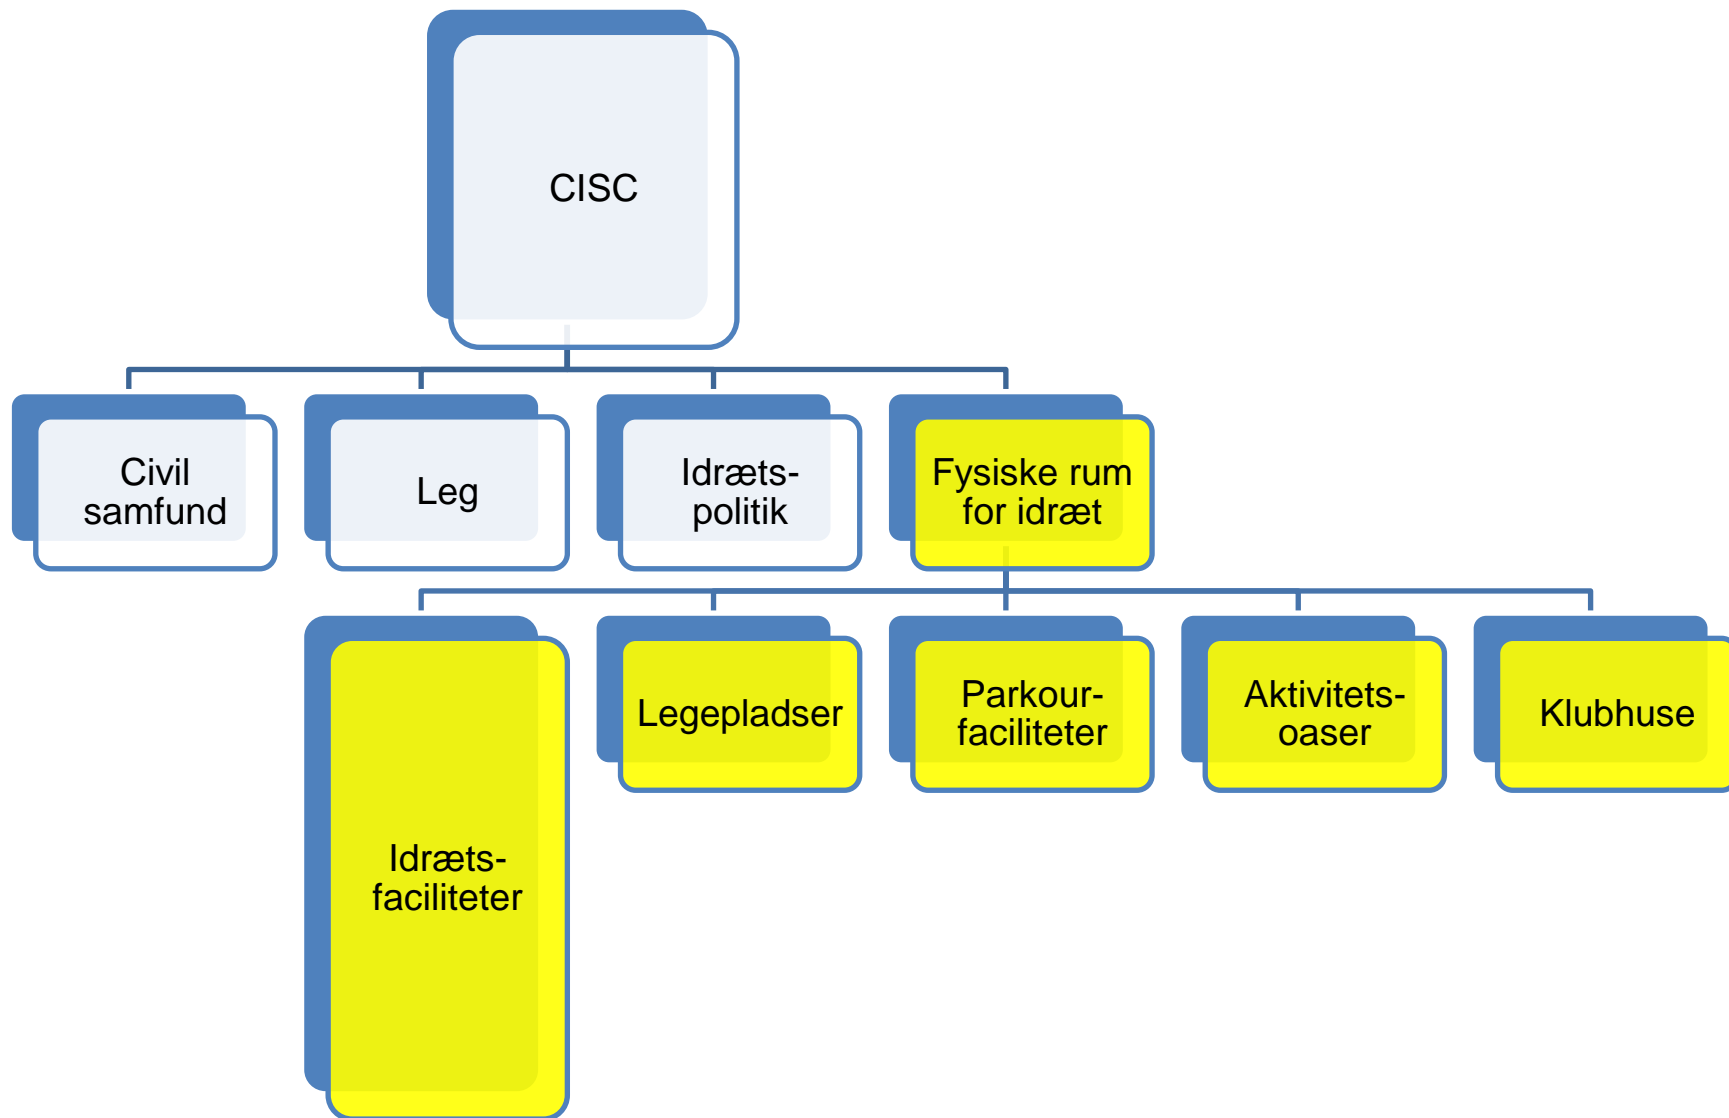 CISC
Civil
samfund
Leg
Idræts-
politik
Fysiske rum
for idræt
Idræts-
faciliteter
Legepladser
Parkour-
faciliteter
Aktivitets-
oaser
Klubhuse